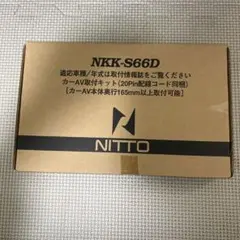 NKK-S66D
適応車種/年式は取付情報誌をご覧ください
カーAV取付キット(20Pin配線コード同梱)
[カーAV本体奥行165mm以上取付可能]
NITTO